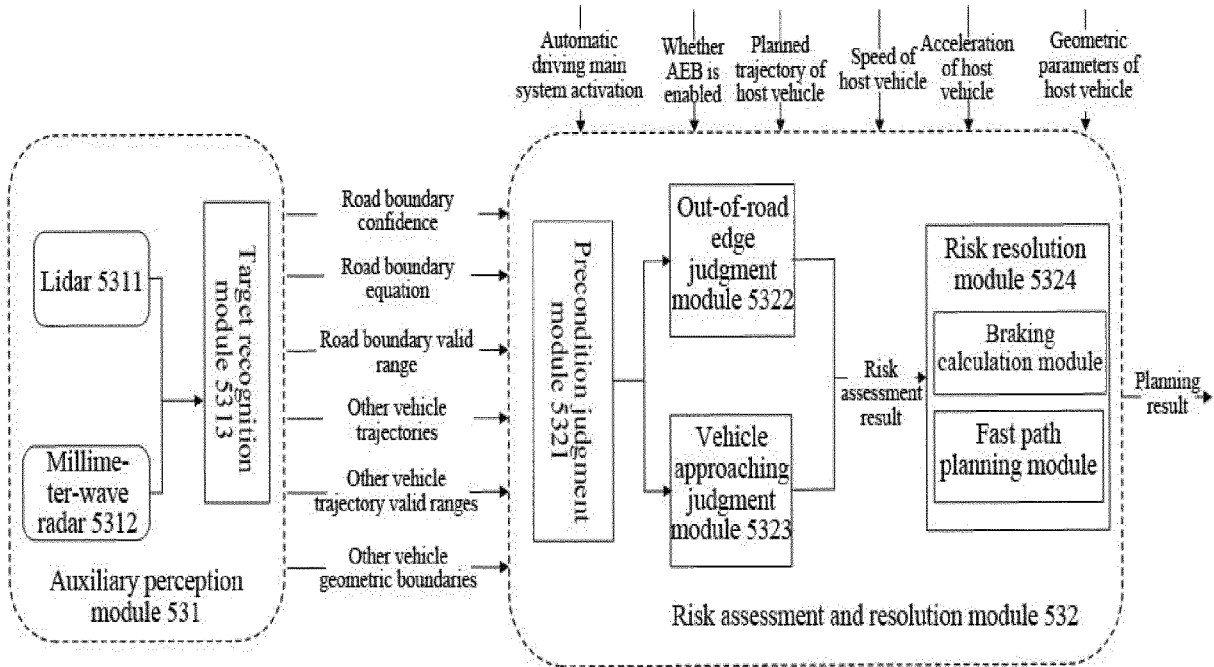 Automatic
driving main
system activation
Whether
AEB is
enabled
Planned
trajectory of
host vehicle
Speed of
host vehicle
Acceleration
of host
vehicle
Geometric
parameters of
host vehicle
Lidar 5311
Millime-
ter-wave
radar 5312
Target recognition
module 5313
Auxiliary perception
module 531
Road boundary
confidence
Road boundary
equation
Road boundary valid
range
Other vehicle
trajectories
Other vehicle
trajectory valid ranges
Other vehicle
geometric boundaries
Precondition judgment
module 5321
Out-of-road
edge
judgment
module 5322
Vehicle
approaching
judgment
module 5323
Risk
assessment
result
Risk resolution
module 5324
Braking
calculation module
Fast path
planning module
Risk assessment and resolution module 532
Planning
result